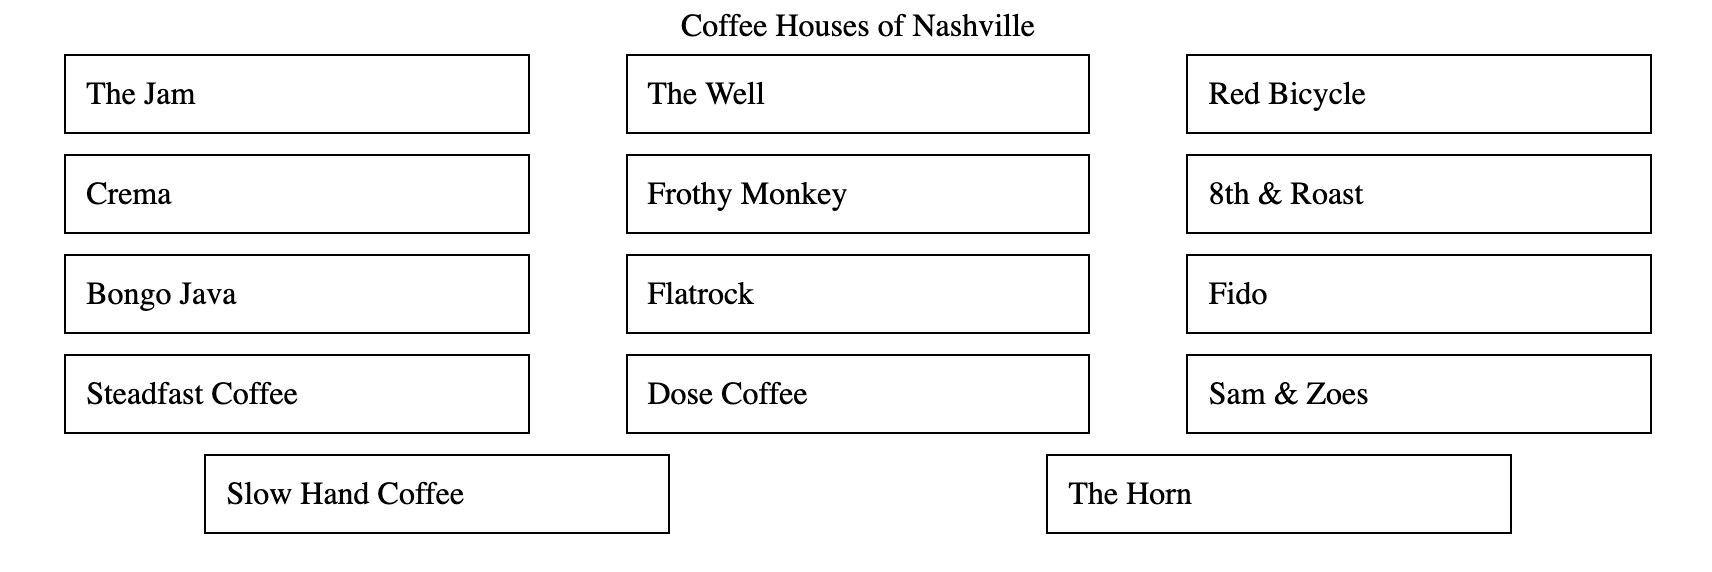 Coffee Houses of Nashville
The Jam
The Well
Red Bicycle
Crema
Frothy Monkey
8th & Roast
Bongo Java
Flatrock
Fido
Steadfast Coffee
Dose Coffee
Sam & Zoes
Slow Hand Coffee
The Horn